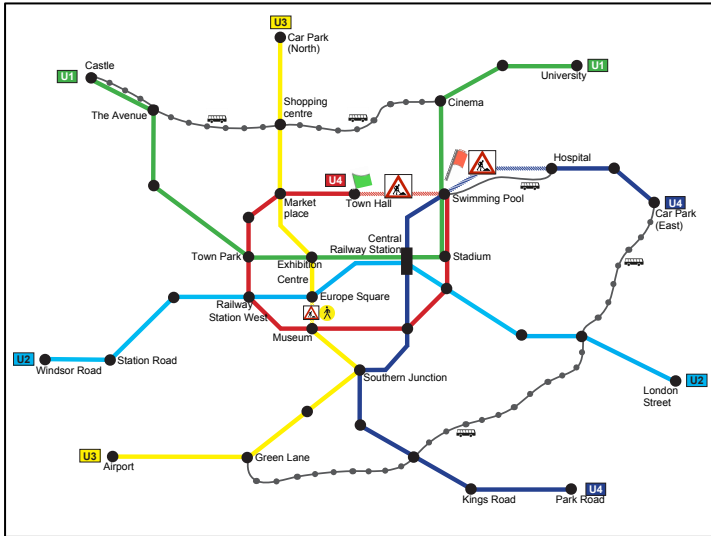 U3
Car Park
(North)
Castle
U1
U1
University
The Avenue
Shopping
centre
Cinema
Hospital
U4
Market
place
Town Hall
Swimming Pool
U4
Car Park
(East)
Central
Railway Station
Town Park
Exhibition
Centre
Stadium
Railway
Station West
Europe Square
Museum
U2
Windsor Road
Station Road
Southern Junction
U2
London
Street
U3
Airport
Green Lane
Kings Road
Park Road
U4